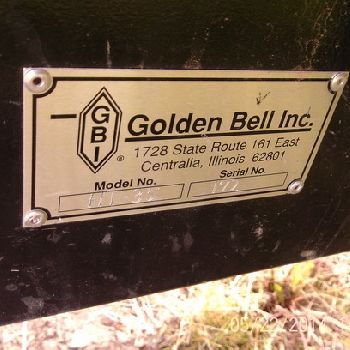 GBI ®
Golden Bell Inc.
1728 State Route 161 East
Centralia, Illinois 62801
Model No. Serial No.